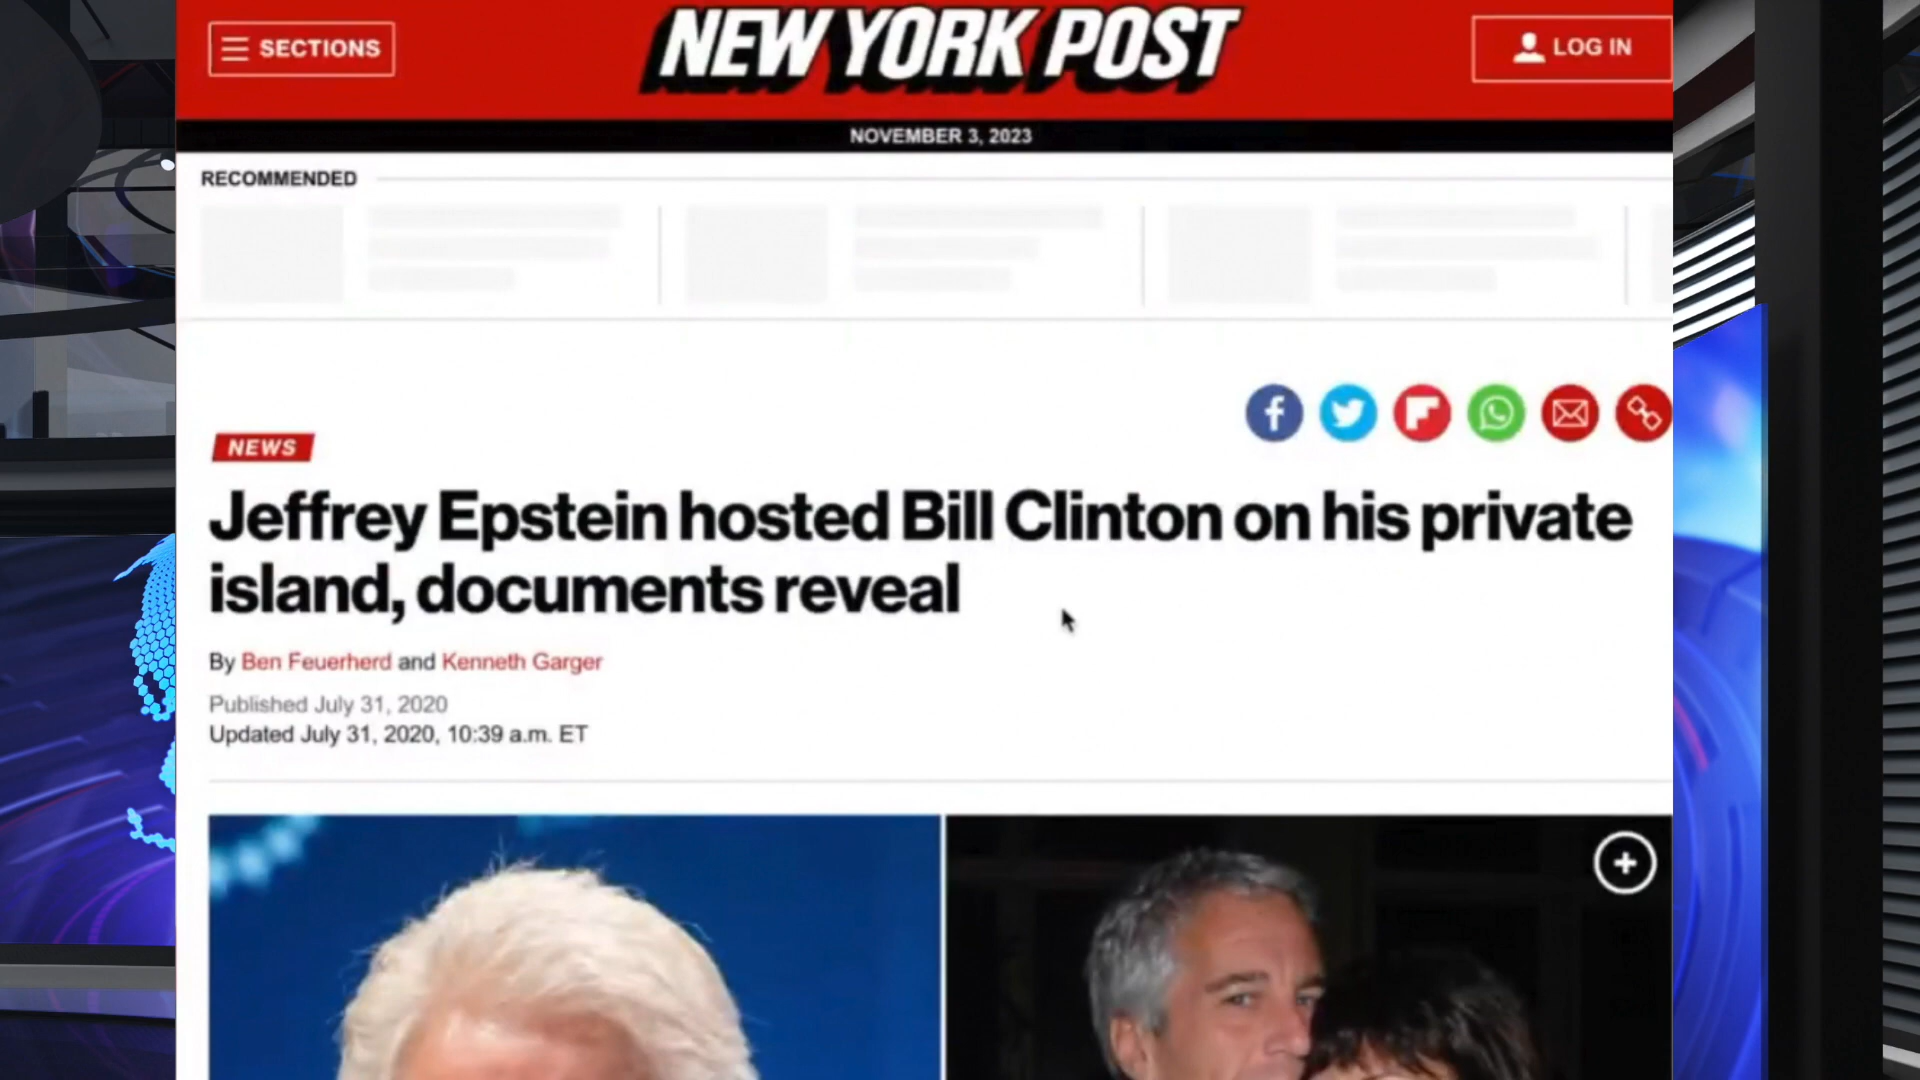 SECTIONS
NEW YORK POST
LOG IN
NOVEMBER 3, 2023
RECOMMENDED
NEWS
Jeffrey Epstein hosted Bill Clinton on his private
island, documents reveal
By Ben Feuerherd and Kenneth Garger
Published July 31, 2020
Updated July 31, 2020, 10:39 a.m. ET